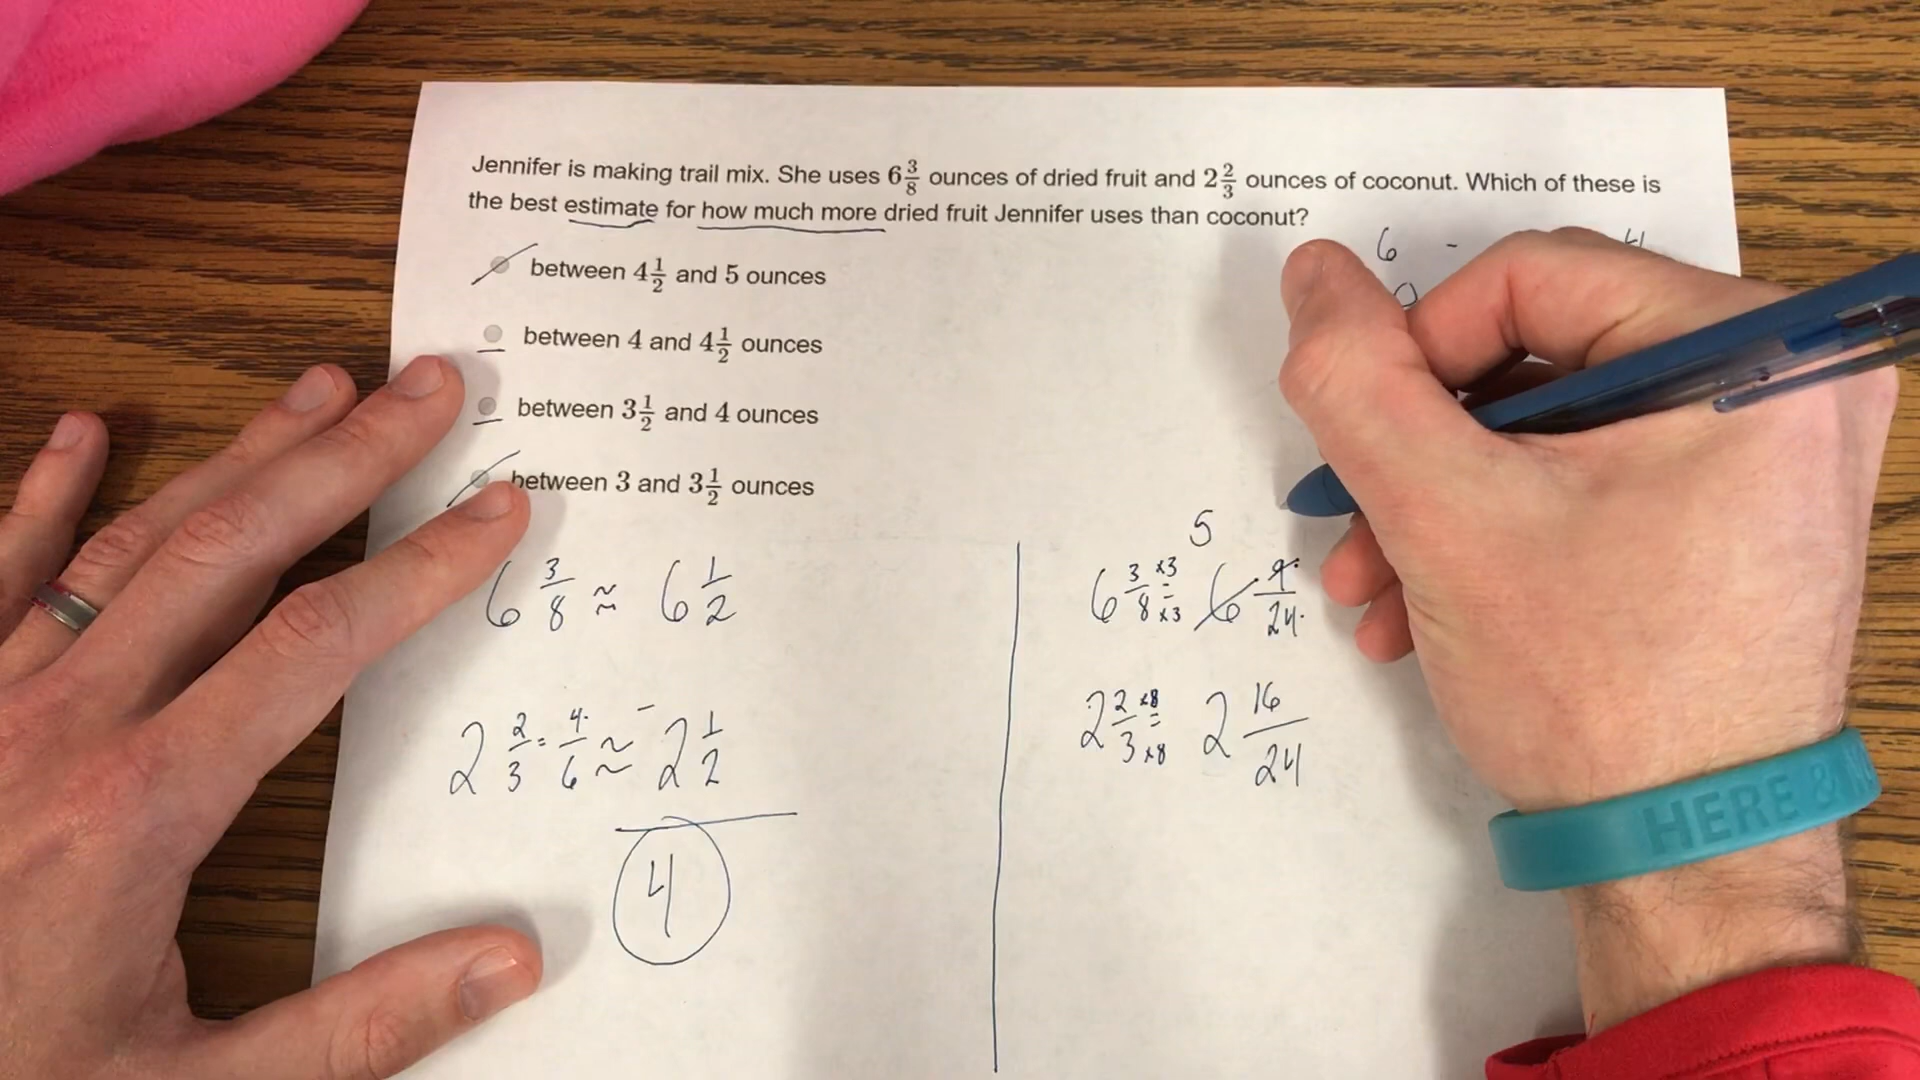 Jennifer is making trail mix. She uses 6 3/8 ounces of dried fruit and 2 2/3 ounces of coconut. Which of these is
the best estimate for how much more dried fruit Jennifer uses than coconut?
6 - 4
0
between 4 1/2 and 5 ounces
between 4 and 4 1/2 ounces
between 3 1/2 and 4 ounces
between 3 and 3 1/2 ounces
6 3/8 ≈ 6 1/2
2 2/3 = 4/6 ≈ - 2 1/2
4
5
6 3/8 ×3/×3 = 6 9/24
2 2/3 ×8/×8 = 2 16/24
HERE &